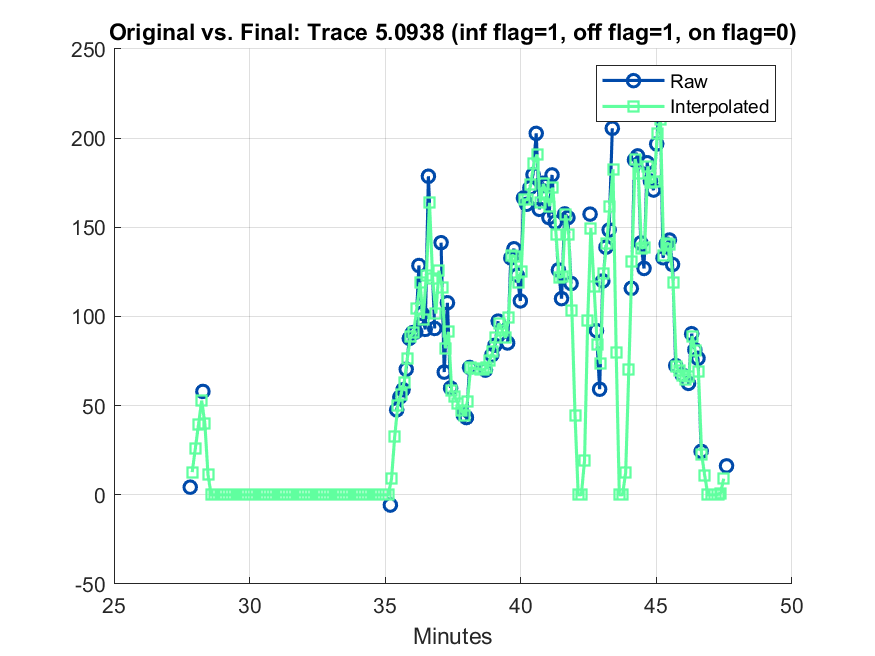 Original vs. Final: Trace 5.0938 (inf flag=1, off flag=1, on flag=0)
250
200
150
100
50
0
-50
25 30 35 40 45 50
Minutes
Raw
Interpolated